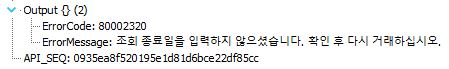 Output {} (2)
ErrorCode: 80002320
ErrorMessage: 조회 종료일을 입력하지 않으셨습니다. 확인 후 다시 거래하십시오.
API_SEQ: 0935ea8f520195e1d81d6bce22df85cc